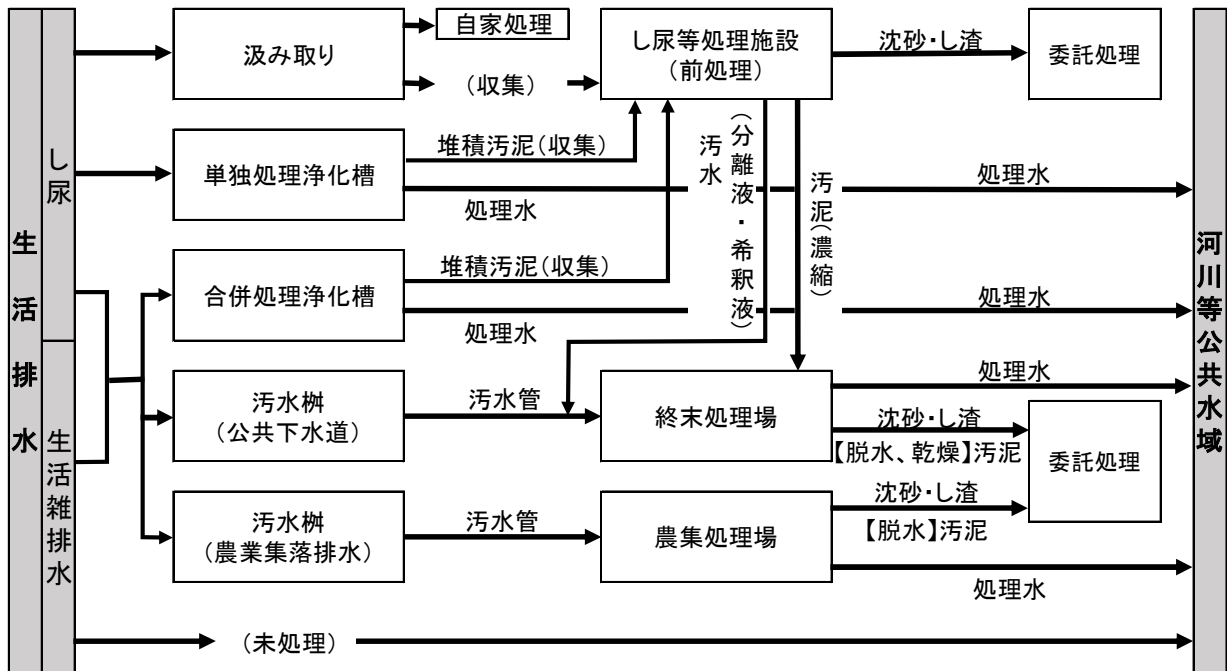 生活排水
し尿
生活雑排水
汲み取り
自家処理
(収集)
し尿等処理施設
(前処理)
沈砂・し渣
委託処理
単独処理浄化槽
堆積汚泥(収集)
処理水
汚水
(分離液・希釈液)
汚泥(濃縮)
処理水
合併処理浄化槽
堆積汚泥(収集)
処理水
処理水
汚水桝
(公共下水道)
汚水管
終末処理場
処理水
沈砂・し渣
【脱水、乾燥】汚泥
委託処理
汚水桝
(農業集落排水)
汚水管
農集処理場
沈砂・し渣
【脱水】汚泥
処理水
(未処理)
河川等公共水域